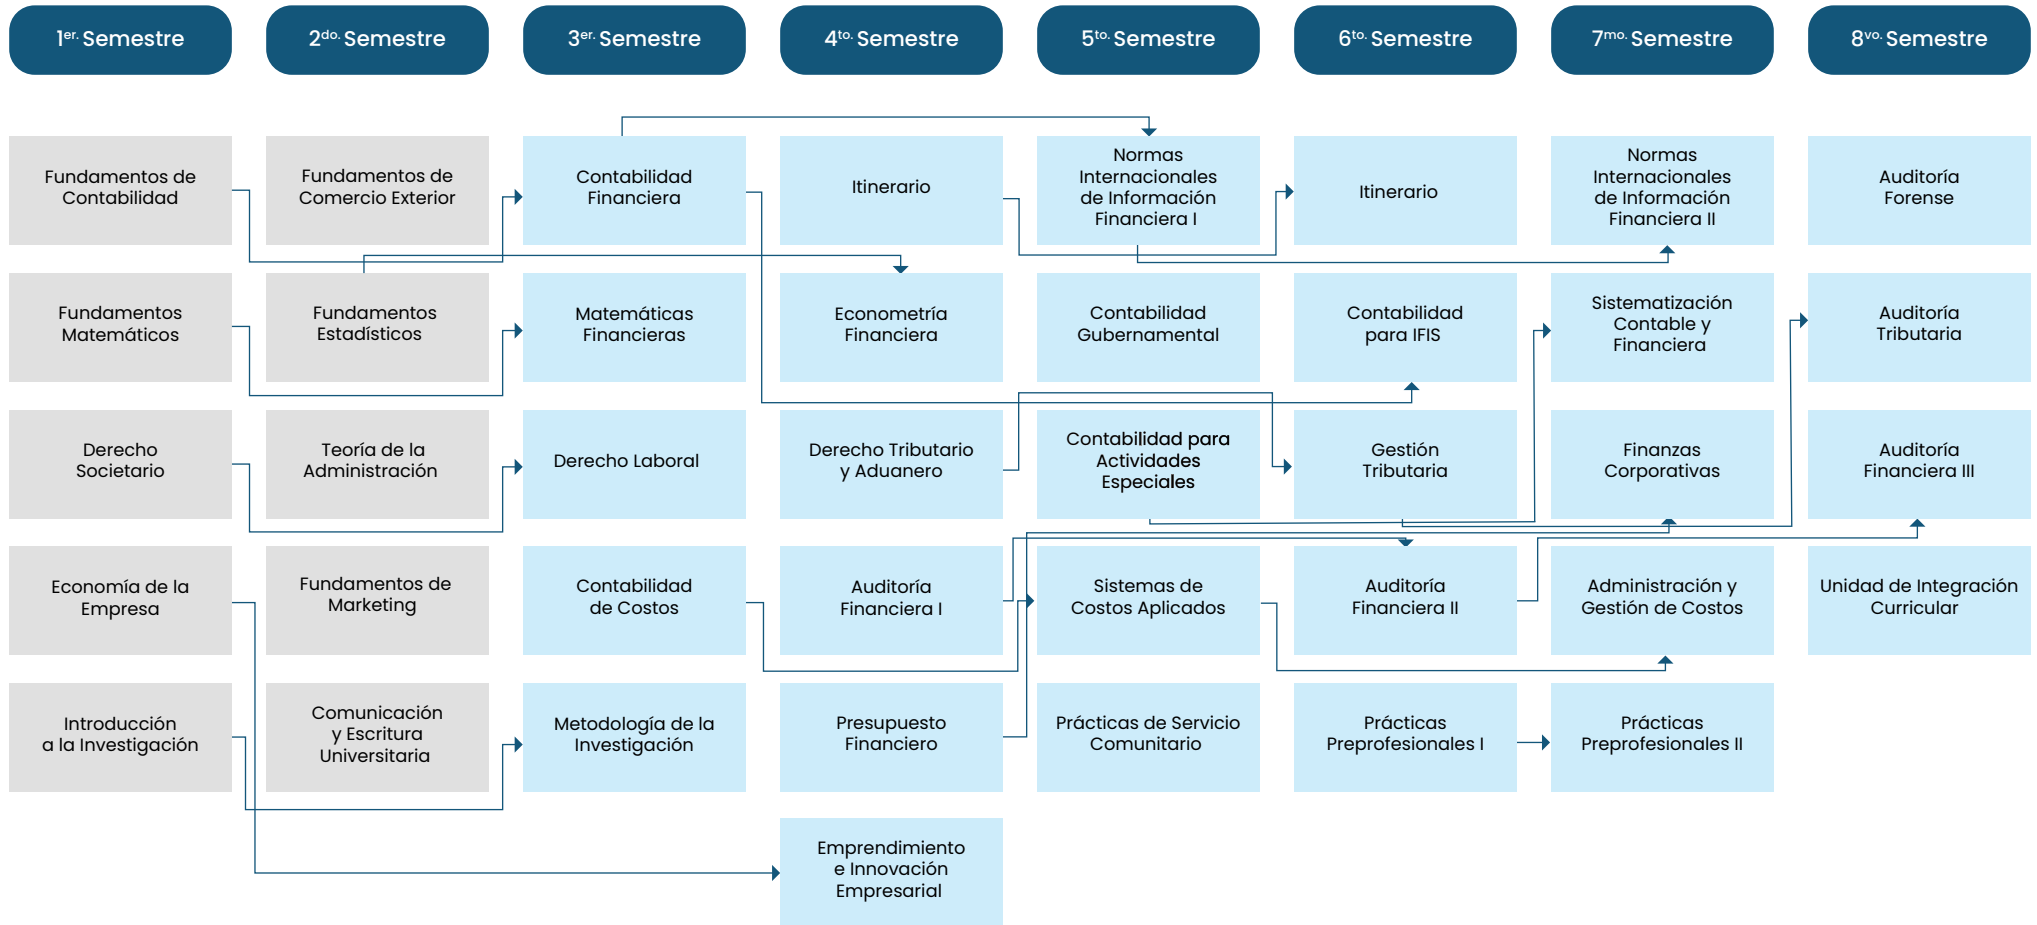 1er. Semestre
2do. Semestre
3er. Semestre
4to. Semestre
5to. Semestre
6to. Semestre
7mo. Semestre
8vo. Semestre
Fundamentos de
Contabilidad
Fundamentos de
Comercio Exterior
Contabilidad
Financiera
Itinerario
Normas
Internacionales
de Información
Financiera I
Itinerario
Normas
Internacionales
de Información
Financiera II
Auditoría
Forense
Fundamentos
Matemáticos
Fundamentos
Estadísticos
Matemáticas
Financieras
Econometría
Financiera
Contabilidad
Gubernamental
Contabilidad
para IFIS
Sistematización
Contable y
Financiera
Auditoría
Tributaria
Derecho
Societario
Teoría de la
Administración
Derecho Laboral
Derecho Tributario
y Aduanero
Contabilidad para
Actividades
Especiales
Gestión
Tributaria
Finanzas
Corporativas
Auditoría
Financiera III
Economía de la
Empresa
Fundamentos de
Marketing
Contabilidad
de Costos
Auditoría
Financiera I
Sistemas de
Costos Aplicados
Auditoría
Financiera II
Administración y
Gestión de Costos
Unidad de Integración
Curricular
Introducción
a la Investigación
Comunicación
y Escritura
Universitaria
Metodología de la
Investigación
Presupuesto
Financiero
Prácticas de Servicio
Comunitario
Prácticas
Preprofesionales I
Prácticas
Preprofesionales II
Emprendimiento
e Innovación
Empresarial